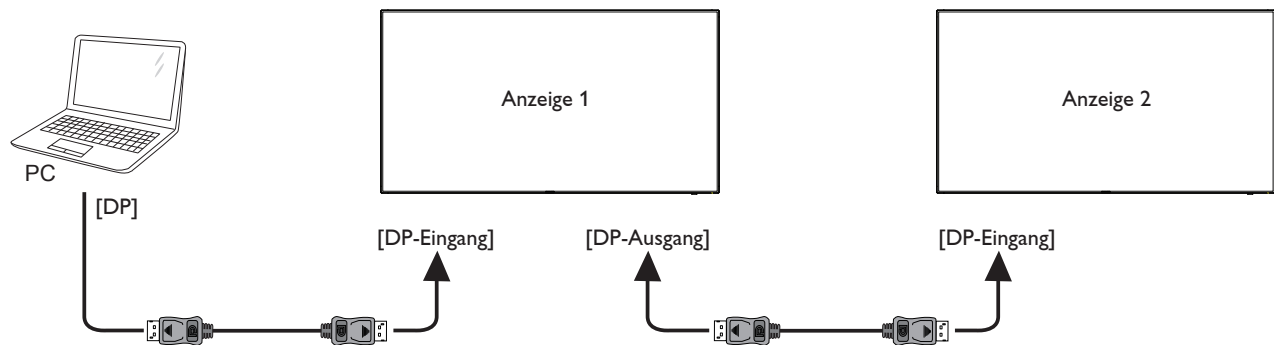 Anzeige 1
Anzeige 2
PC
[DP]
[DP-Eingang]
[DP-Ausgang]
[DP-Eingang]